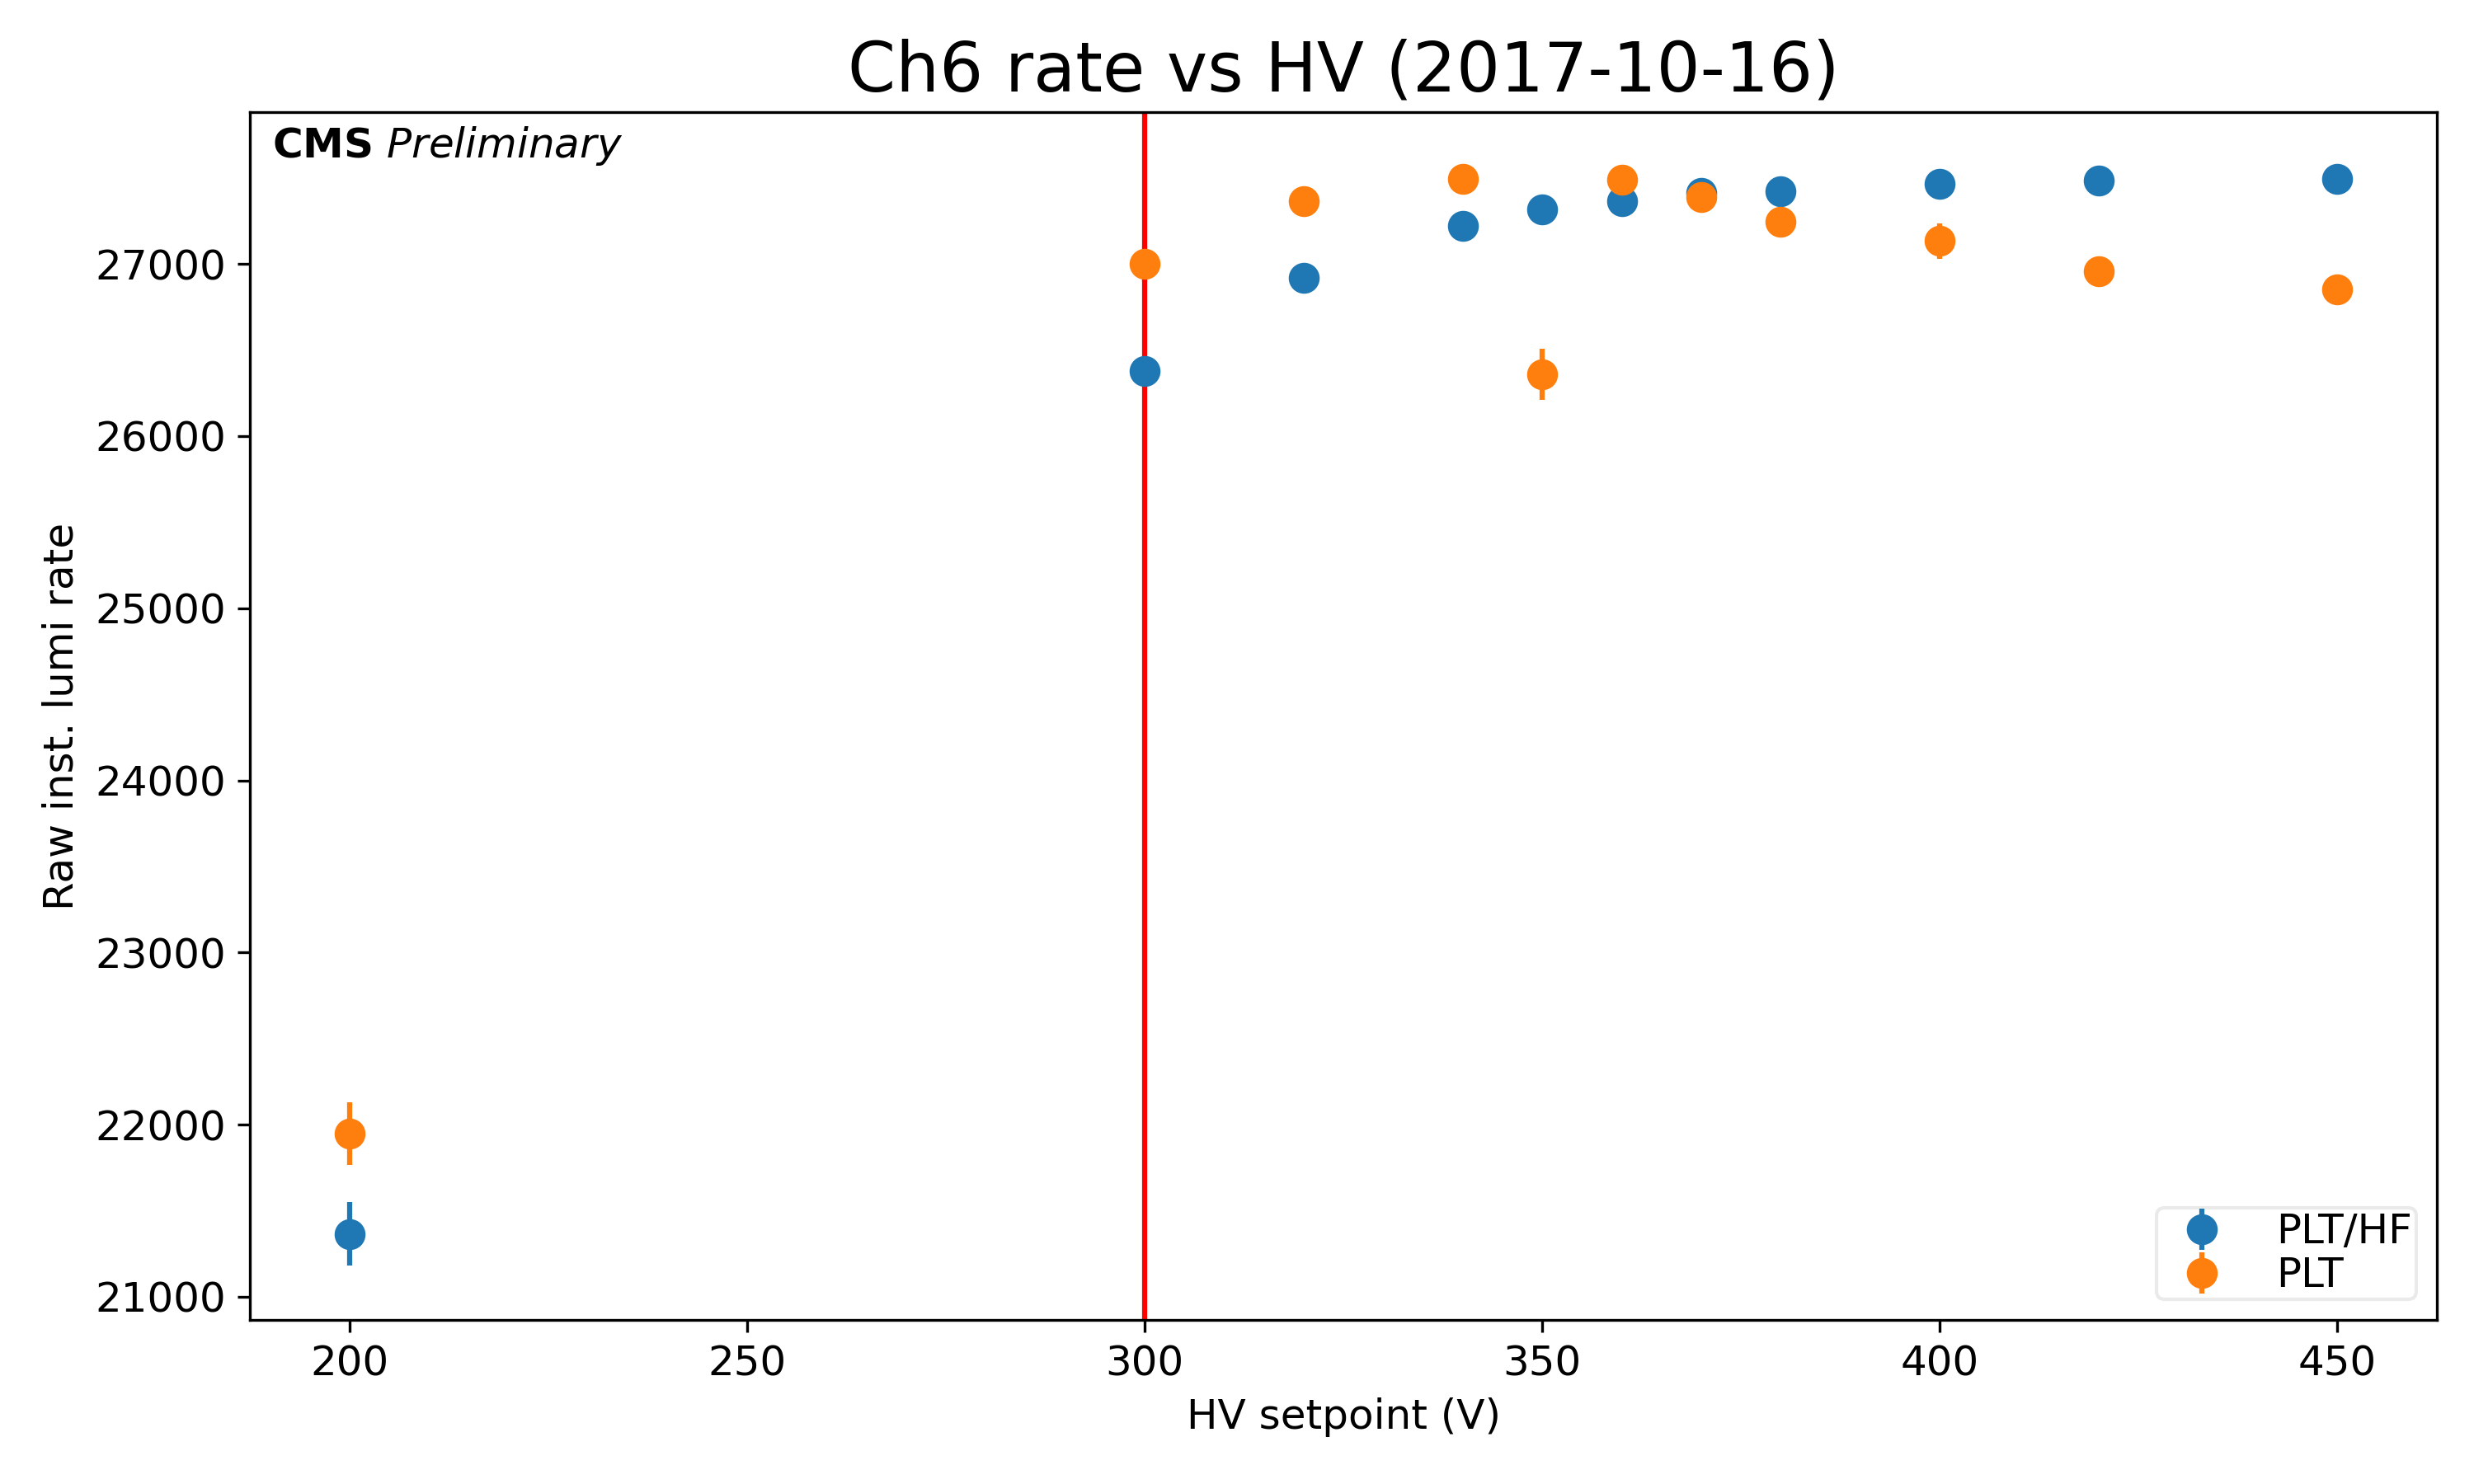 Ch6 rate vs HV (2017-10-16)
CMS Preliminary
27000
26000
25000
24000
23000
22000
21000
Raw inst. lumi rate
PLT/HF
PLT
200 250 300 350 400 450
HV setpoint (V)